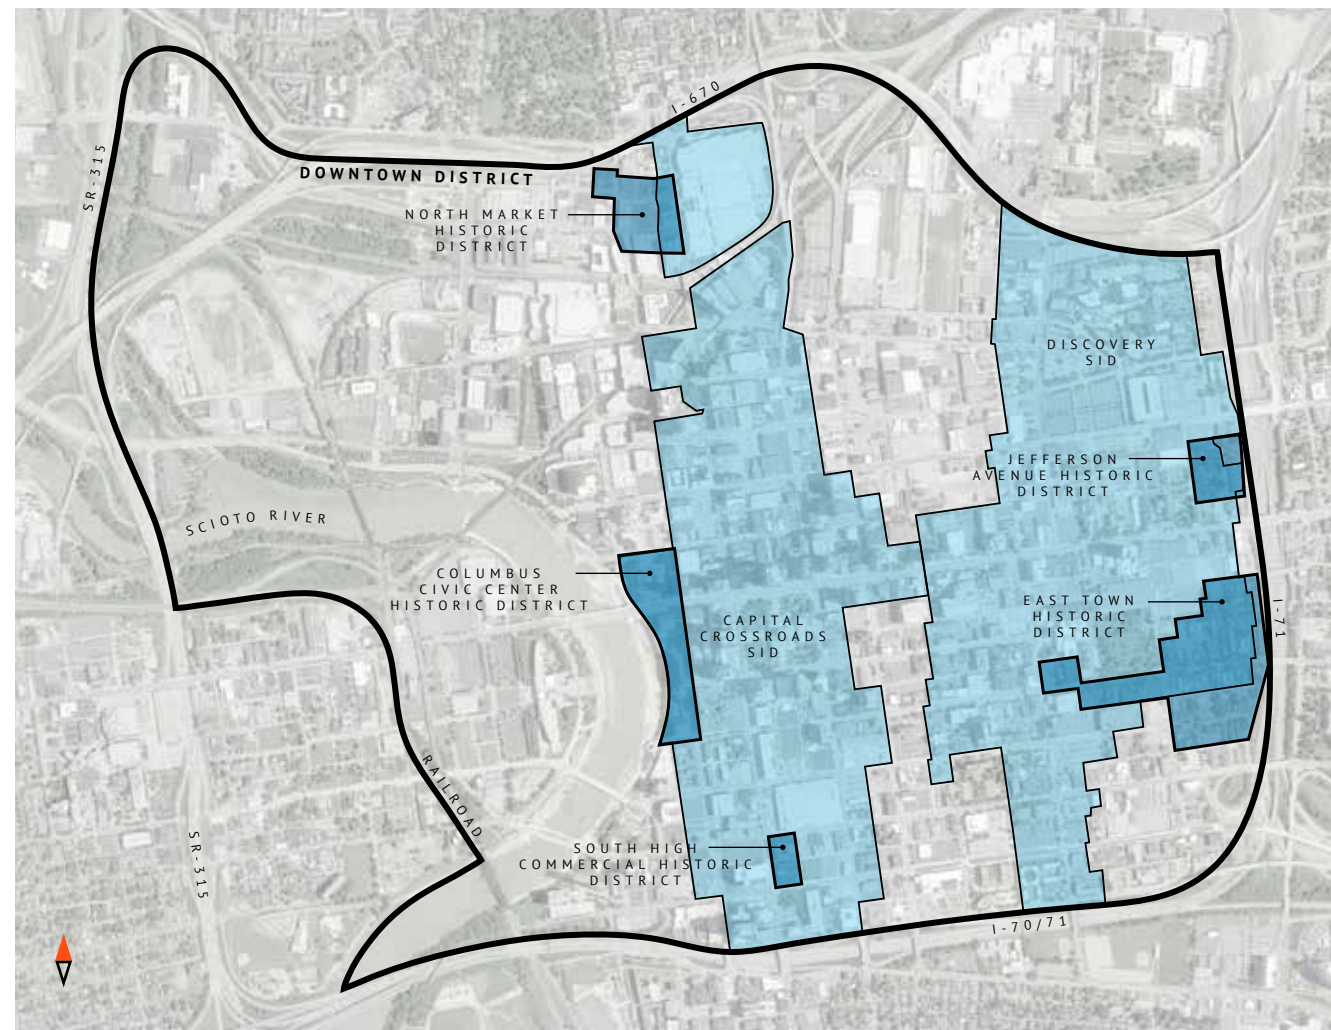 I-670
SR-315
DOWNTOWN DISTRICT
NORTH MARKET
HISTORIC
DISTRICT
DISCOVERY
SID
JEFFERSON
AVENUE HISTORIC
DISTRICT
SCIOTO RIVER
COLUMBUS
CIVIC CENTER
HISTORIC DISTRICT
CAPITAL
CROSSROADS
SID
EAST TOWN
HISTORIC
DISTRICT
I-71
RAILROAD
SR-315
SOUTH HIGH
COMMERCIAL HISTORIC
DISTRICT
I-70/71